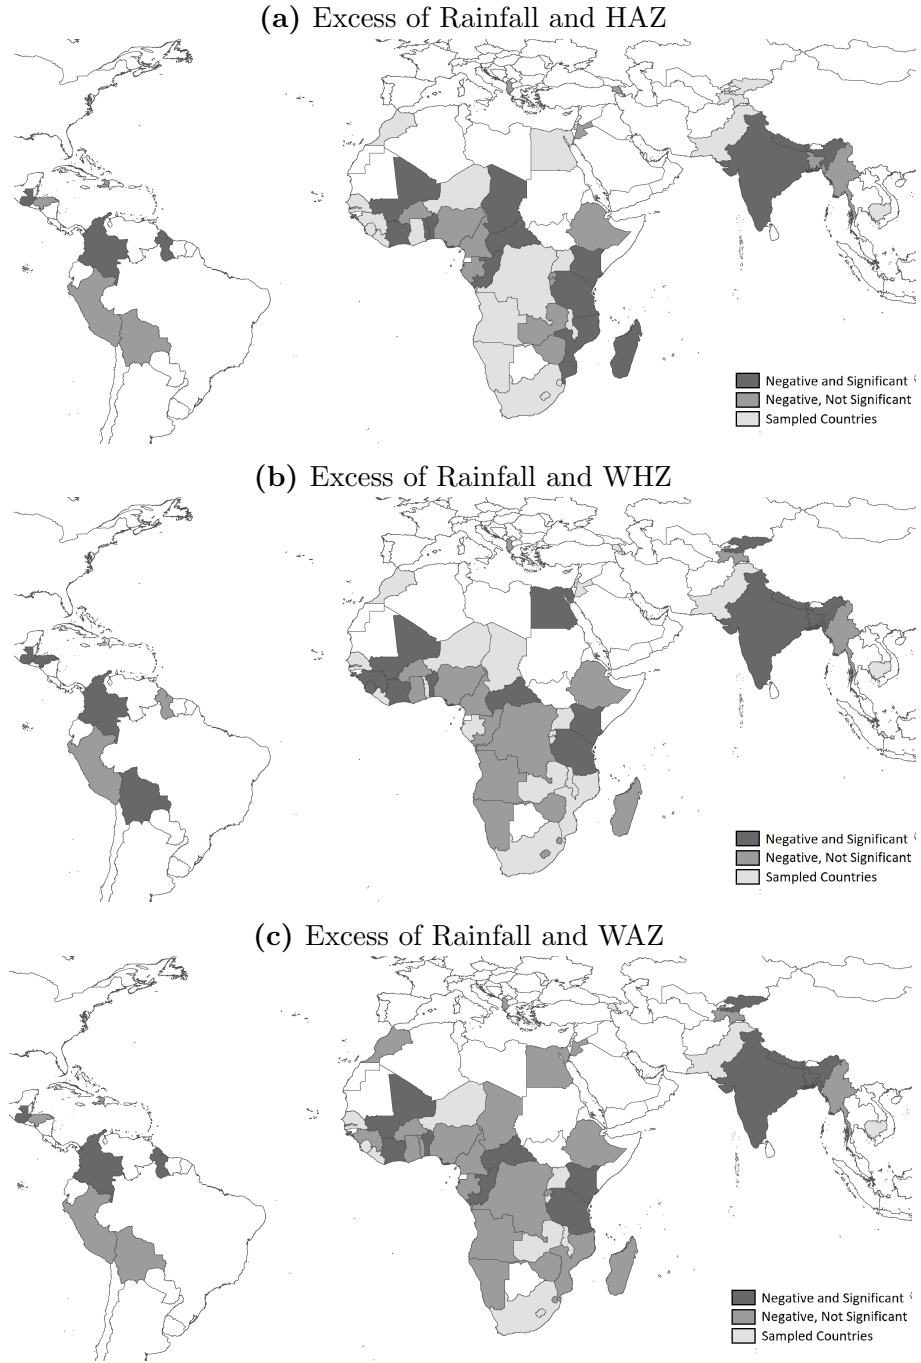 (a) Excess of Rainfall and HAZ
Negative and Significant
Negative, Not Significant
Sampled Countries
(b) Excess of Rainfall and WHZ
Negative and Significant
Negative, Not Significant
Sampled Countries
(c) Excess of Rainfall and WAZ
Negative and Significant
Negative, Not Significant
Sampled Countries